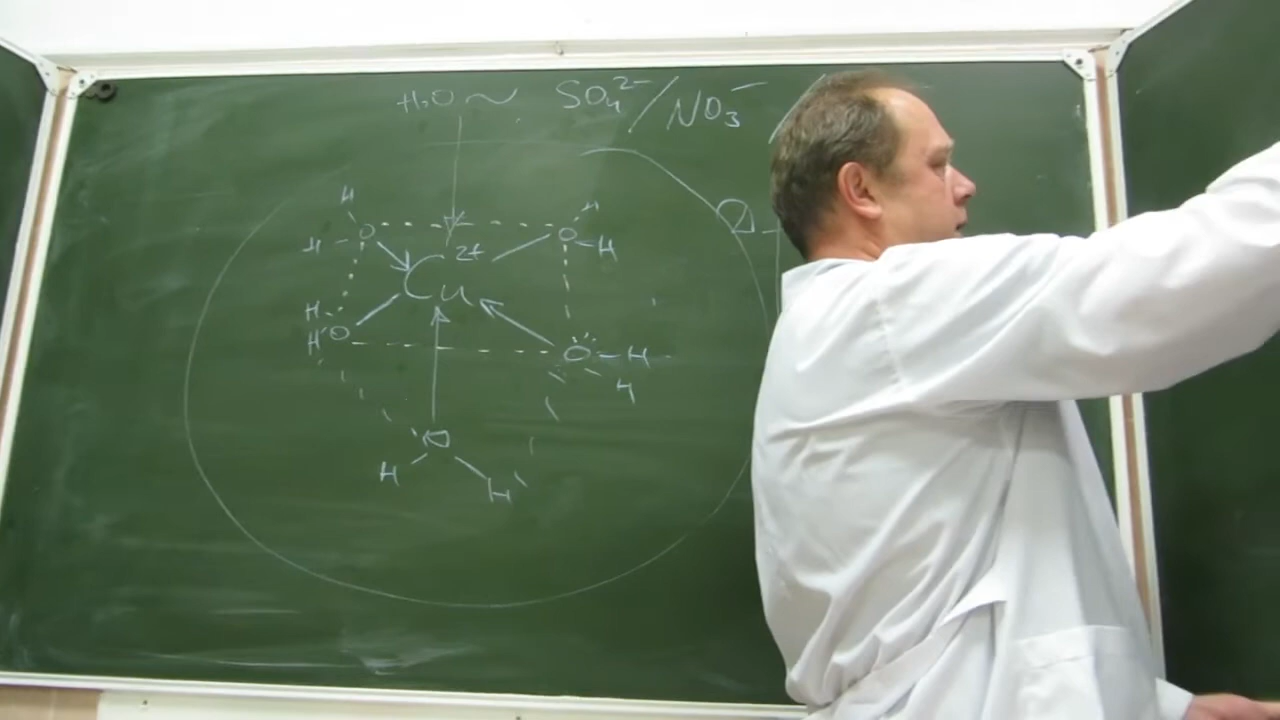 H₂O ~ SO₄²⁻/NO₃⁻
H H
O O
H H
2+
Cu
H
H O O H
H
O
H H